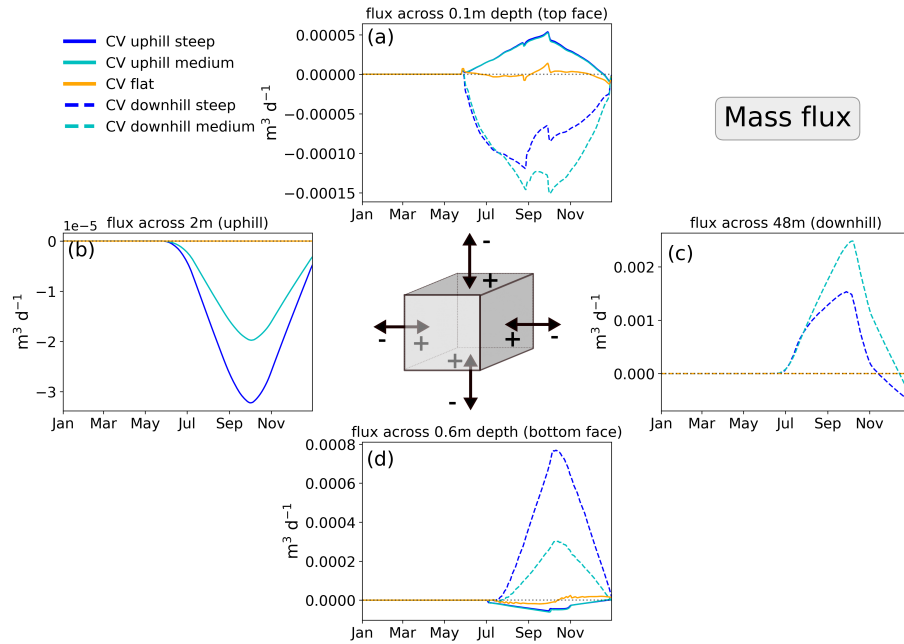 flux across 0.1m depth (top face)
(a)
CV uphill steep
CV uphill medium
CV flat
CV downhill steep
CV downhill medium
0.00005
0.00000
−0.00005
−0.00010
−0.00015
m³ d⁻¹
Jan Mar May Jul Sep Nov
Mass flux
flux across 2m (uphill)
1e−5
(b)
0
−1
−2
−3
m³ d⁻¹
Jan Mar May Jul Sep Nov
-
+
-
+
+
-
+
-
flux across 48m (downhill)
(c)
0.002
0.001
0.000
m³ d⁻¹
Jan Mar May Jul Sep Nov
flux across 0.6m depth (bottom face)
(d)
0.0008
0.0006
0.0004
0.0002
0.0000
m³ d⁻¹
Jan Mar May Jul Sep Nov